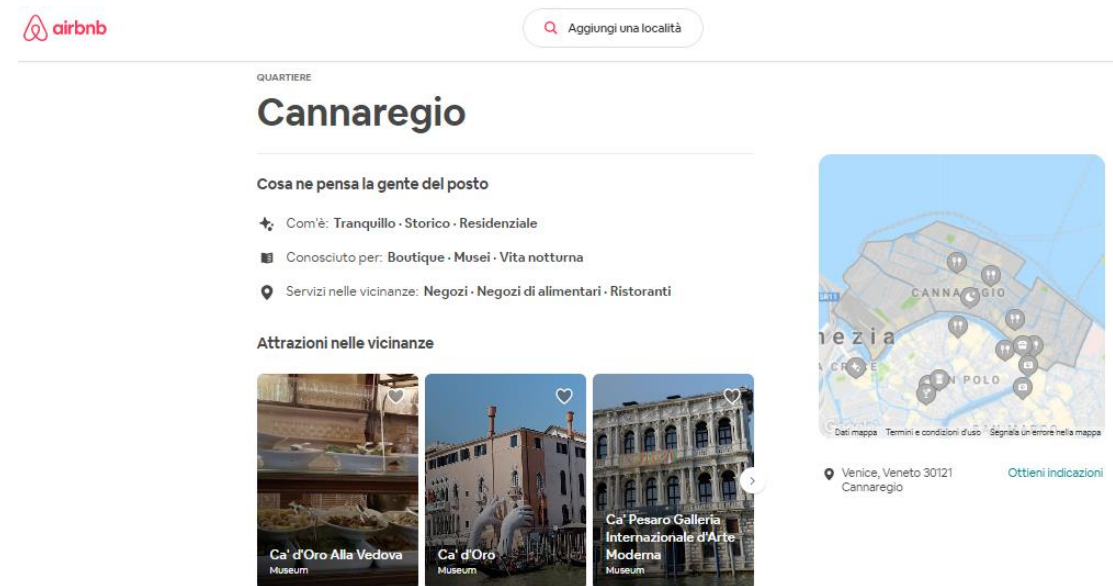 airbnb
Aggiungi una località
QUARTIERE
Cannaregio
Cosa ne pensa la gente del posto
Com'è: Tranquillo · Storico · Residenziale
Conosciuto per: Boutique · Musei · Vita notturna
Servizi nelle vicinanze: Negozi · Negozi di alimentari · Ristoranti
Attrazioni nelle vicinanze
Ca' d'Oro Alla Vedova
Museum
Ca' d'Oro
Museum
Ca' Pesaro Galleria
Internazionale d'Arte
Moderna
Museum
nezia
POLO
Dati mappa Termini e condizioni d'uso Segnala un errore nella mappa
Venice, Veneto 30121
Cannaregio
Ottieni indicazioni